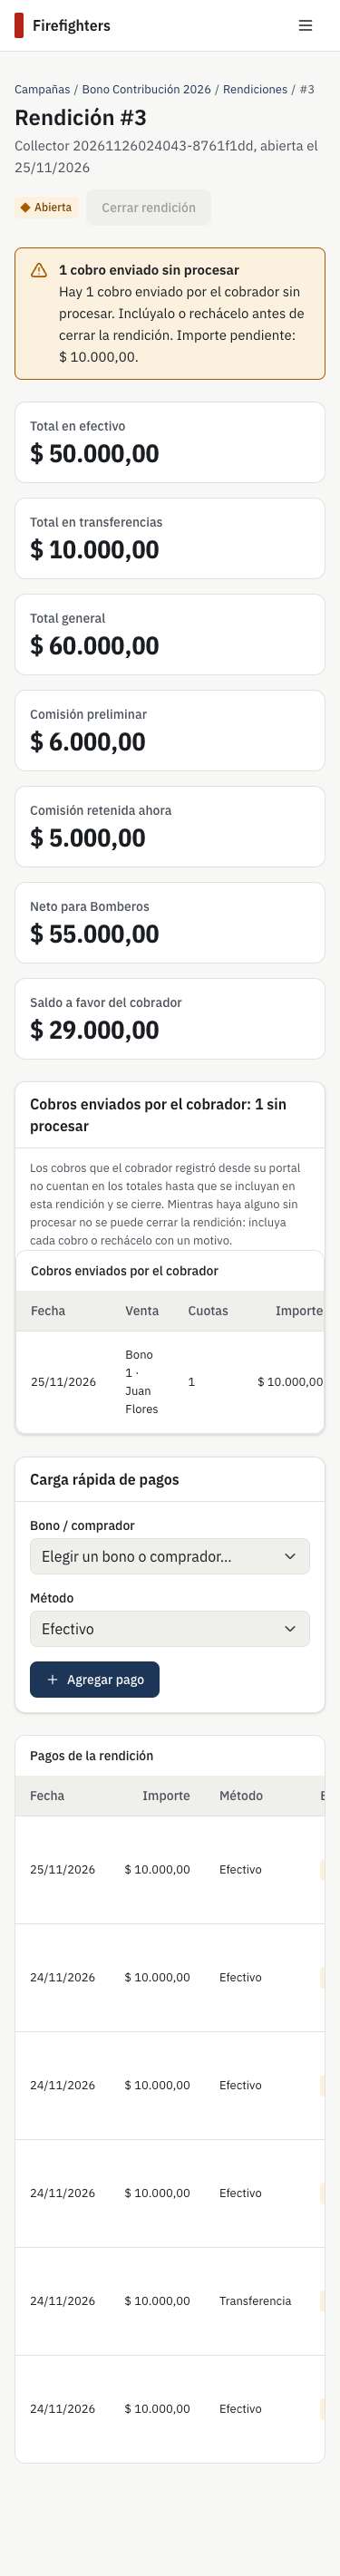 Firefighters
Campañas / Bono Contribución 2026 / Rendiciones / #3
Rendición #3
Collector 20261126024043-8761f1dd, abierta el
25/11/2026
Abierta
Cerrar rendición
1 cobro enviado sin procesar
Hay 1 cobro enviado por el cobrador sin
procesar. Inclúyalo o rechácelo antes de
cerrar la rendición. Importe pendiente:
$ 10.000,00.
Total en efectivo
$ 50.000,00
Total en transferencias
$ 10.000,00
Total general
$ 60.000,00
Comisión preliminar
$ 6.000,00
Comisión retenida ahora
$ 5.000,00
Neto para Bomberos
$ 55.000,00
Saldo a favor del cobrador
$ 29.000,00
Cobros enviados por el cobrador: 1 sin
procesar
Los cobros que el cobrador registró desde su portal
no cuentan en los totales hasta que se incluyan en
esta rendición y se cierre. Mientras haya alguno sin
procesar no se puede cerrar la rendición: incluya
cada cobro o rechácelo con un motivo.
Cobros enviados por el cobrador
Fecha Venta Cuotas Importe
25/11/2026 Bono 1 · Juan Flores 1 $ 10.000,00
Carga rápida de pagos
Bono / comprador
Elegir un bono o comprador...
Método
Efectivo
Agregar pago
Pagos de la rendición
Fecha Importe Método
25/11/2026 $ 10.000,00 Efectivo
24/11/2026 $ 10.000,00 Efectivo
24/11/2026 $ 10.000,00 Efectivo
24/11/2026 $ 10.000,00 Efectivo
24/11/2026 $ 10.000,00 Transferencia
24/11/2026 $ 10.000,00 Efectivo